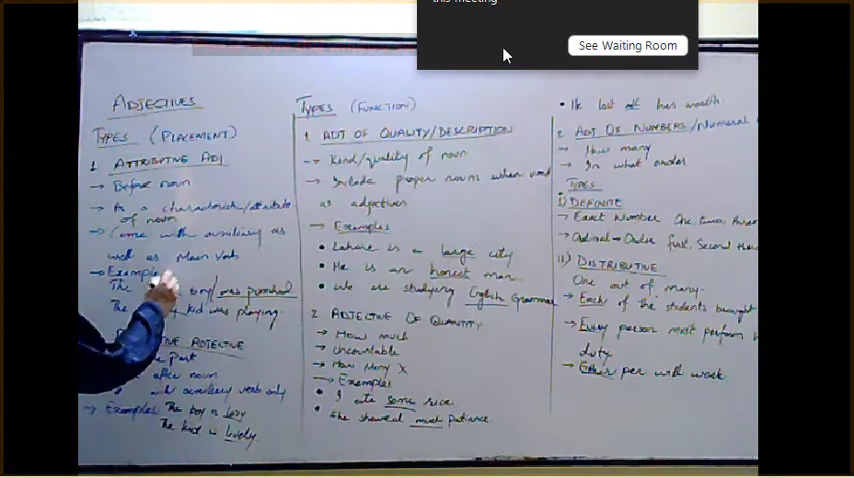 this meeting
See Waiting Room
ADJECTIVES
TYPES (PLACEMENT)
1. ATTRIBUTIVE ADJ
→ Before noun
→ As a characteristic/attribute
of noun
→ Come with auxiliary as
well as Main Verb
→ Example
The boy was punished
The kid was playing.
ADJECTIVE
Part
after noun
auxiliary verb only
→ Examples The boy is lazy
The kid is lively
TYPES (FUNCTION)
1. ADJ OF QUALITY/DESCRIPTION
→ Kind/quality of noun
→ Include proper nouns when used
as adjectives
→ Examples
• Lahore is a large city
• He is an honest man.
• We are studying English Grammar
2. ADJECTIVE OF QUANTITY
→ How much
→ Uncountable
→ How Many X
→ Examples
• I ate some rice
• She showed much patience.
• He lost all his wealth.
3. ADJ OF NUMBERS/Numeral
→ How many
→ In what order
TYPES
i) DEFINITE
→ Exact Number One, two, three
→ Ordinal → Order first, Second
ii) DISTRIBUTIVE
One out of many.
→ Each of the students brought
→ Every person must perform
duty
→ Either pen will work